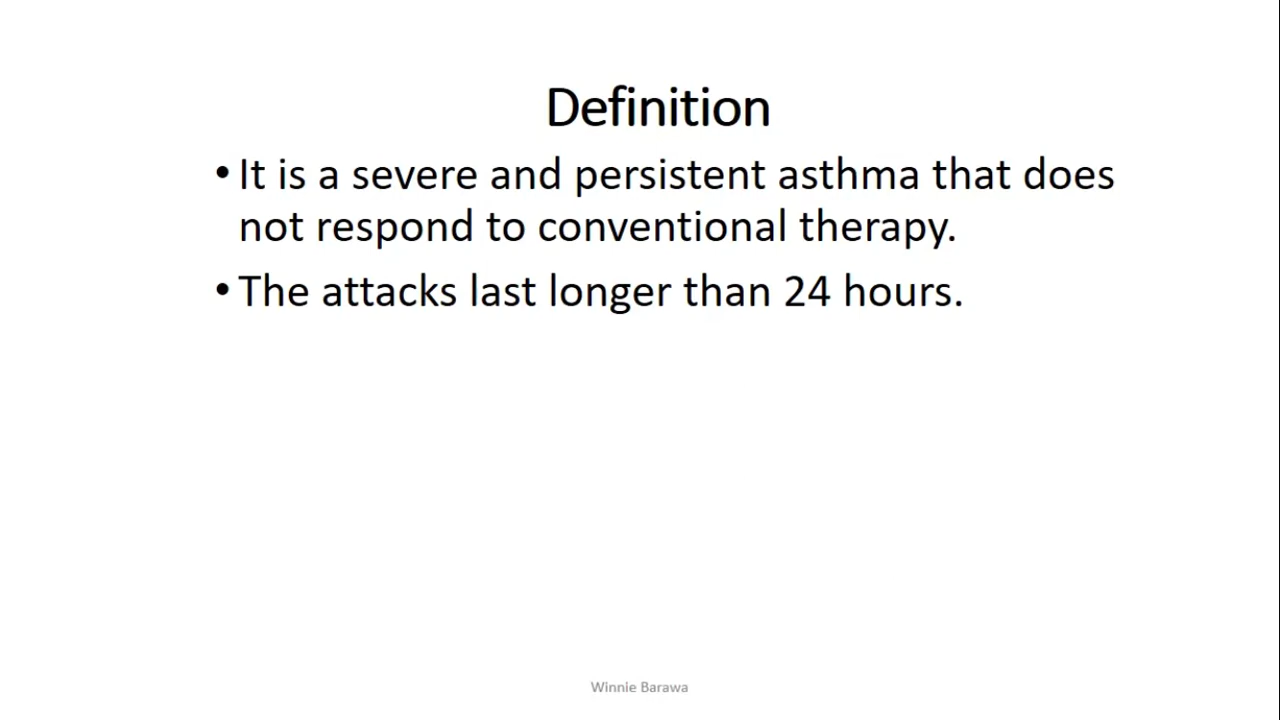 Definition
• It is a severe and persistent asthma that does
not respond to conventional therapy.
• The attacks last longer than 24 hours.
Winnie Barawa